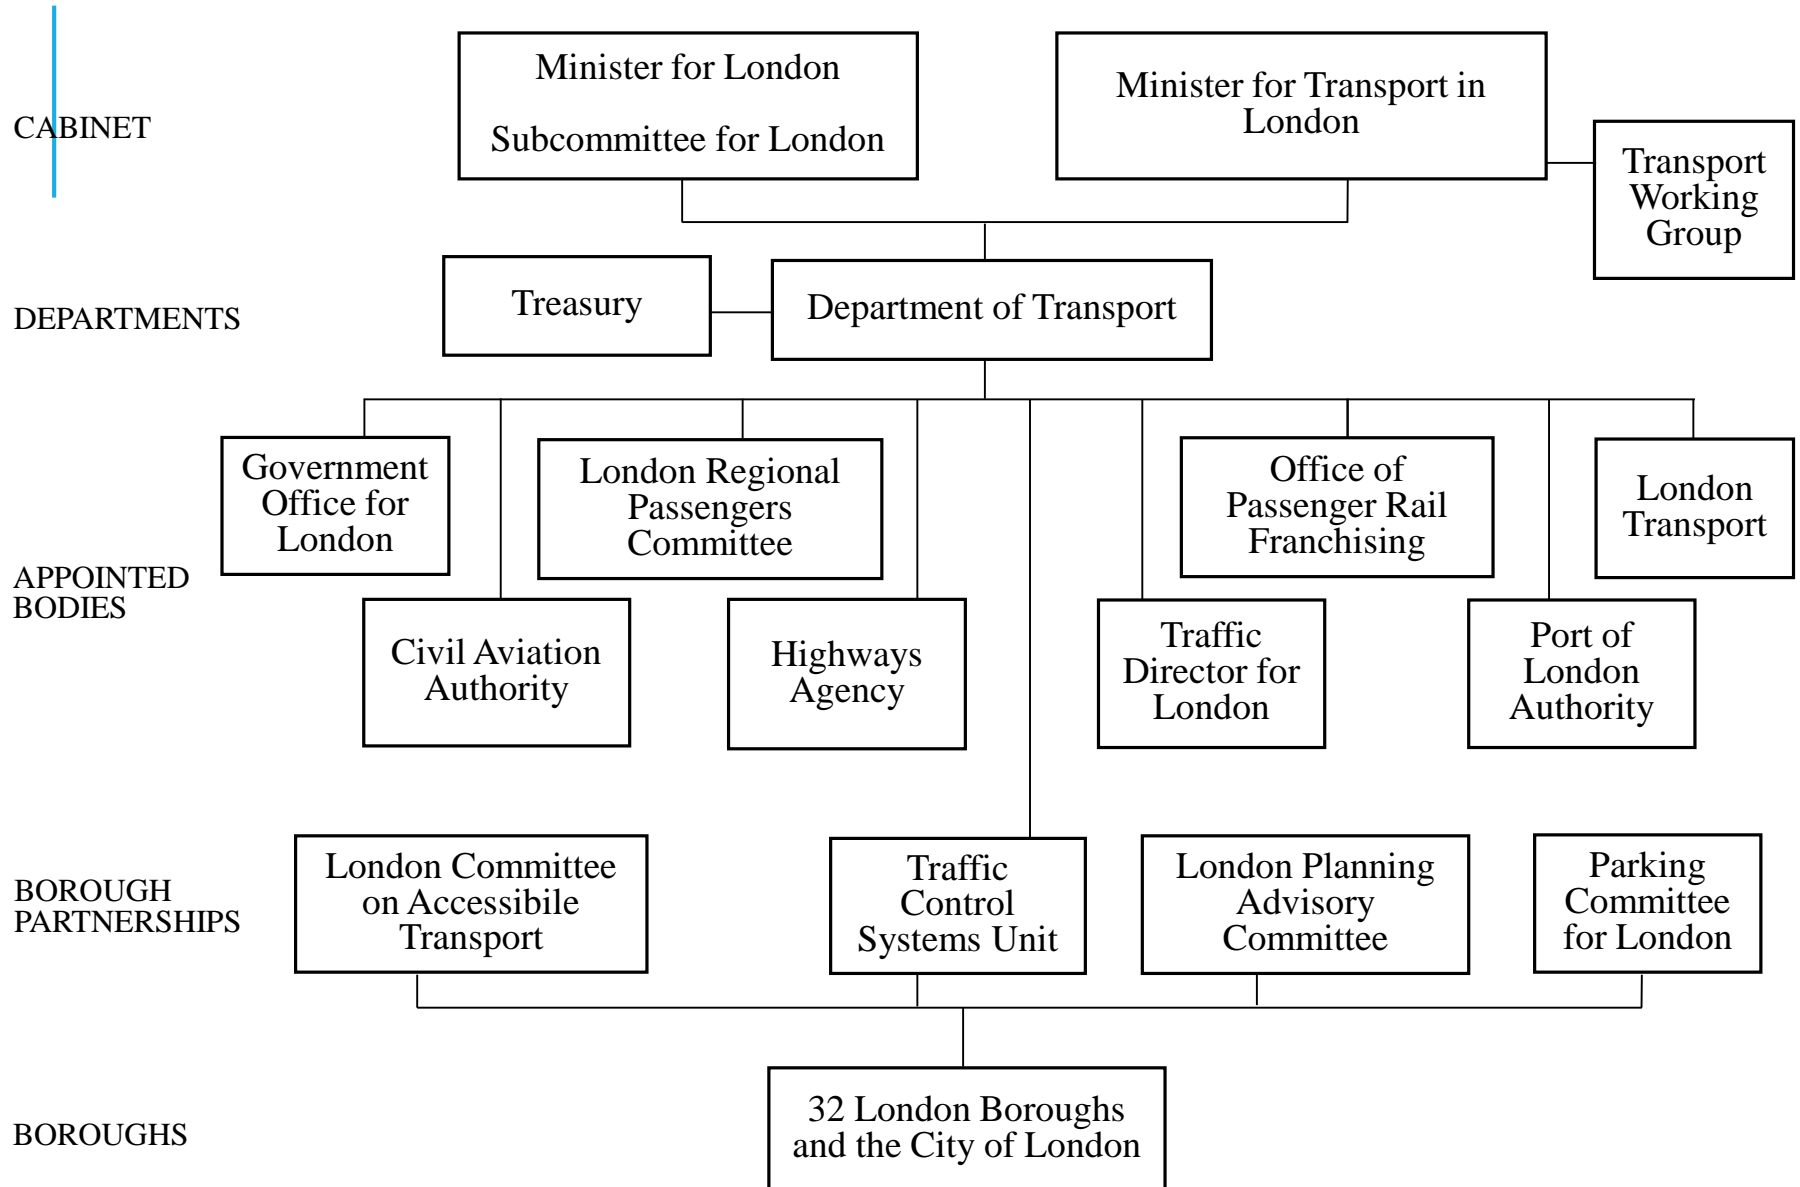 CABINET
Minister for London
Subcommittee for London
Minister for Transport in
London
Transport
Working
Group
DEPARTMENTS
Treasury
Department of Transport
APPOINTED
BODIES
Government
Office for
London
London Regional
Passengers
Committee
Office of
Passenger Rail
Franchising
London
Transport
Civil Aviation
Authority
Highways
Agency
Traffic
Director for
London
Port of
London
Authority
BOROUGH
PARTNERSHIPS
London Committee
on Accessibile
Transport
Traffic
Control
Systems Unit
London Planning
Advisory
Committee
Parking
Committee
for London
BOROUGHS
32 London Boroughs
and the City of London